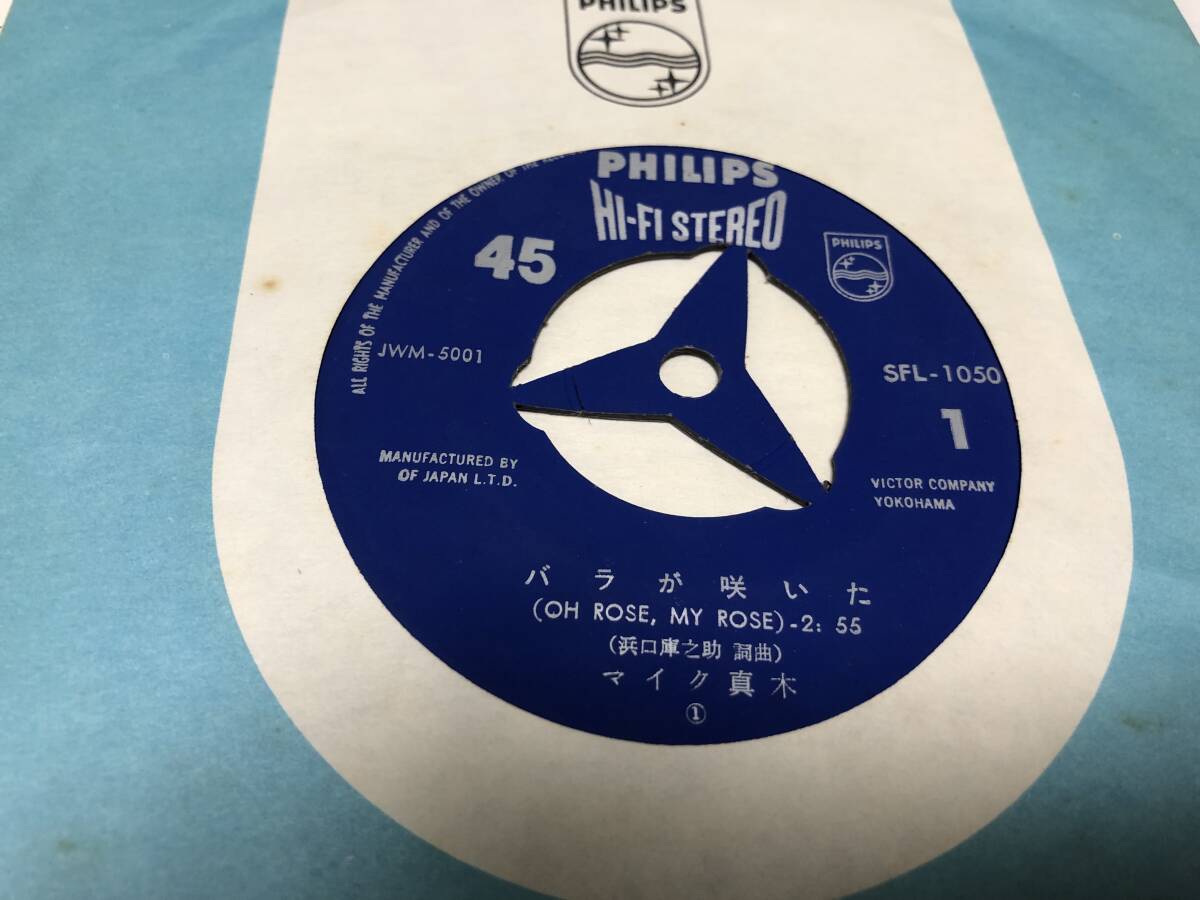 PHILIPS
ALL RIGHTS OF THE MANUFACTURER AND OF THE OWNER OF THE
PHILIPS
HI-FI STEREO
45
PHILIPS
JWM-5001
SFL-1050
1
MANUFACTURED BY
OF JAPAN L.T.D.
VICTOR COMPANY
YOKOHAMA
バラが咲いた
(OH ROSE, MY ROSE)-2:55
(浜口庫之助 詞曲)
マイク真木
①